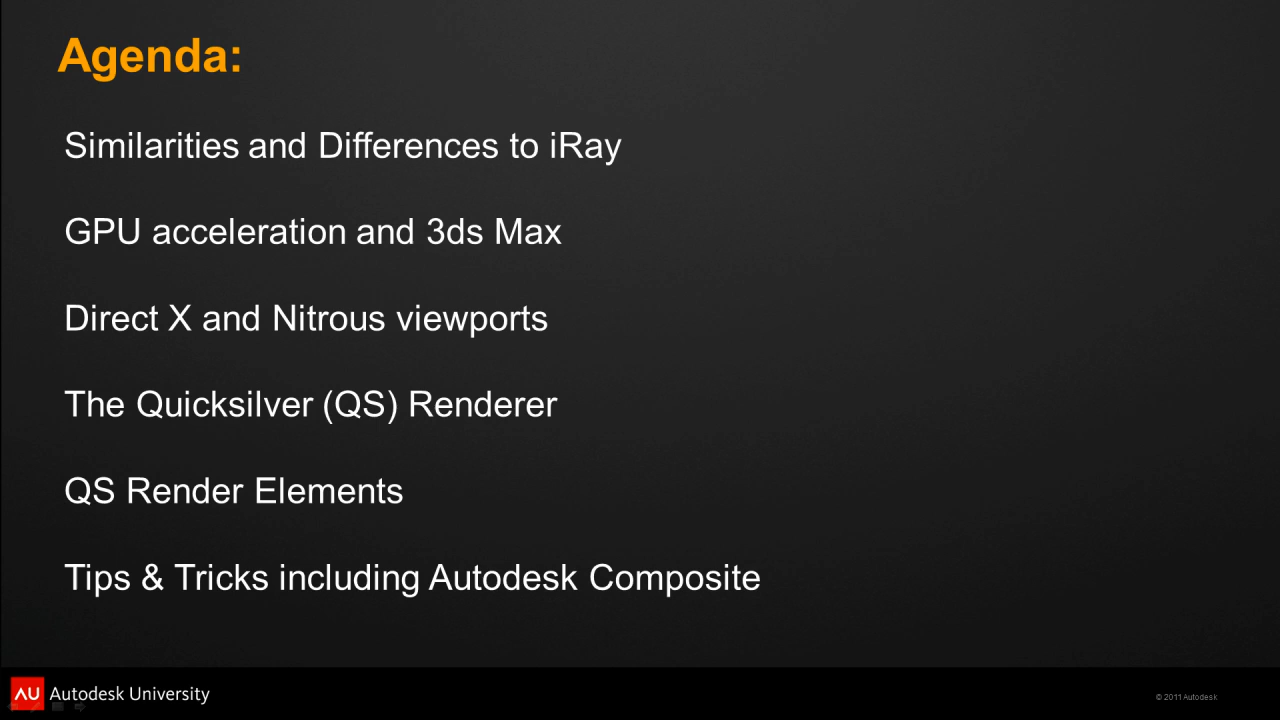 Agenda:
Similarities and Differences to iRay
GPU acceleration and 3ds Max
Direct X and Nitrous viewports
The Quicksilver (QS) Renderer
QS Render Elements
Tips & Tricks including Autodesk Composite
AU Autodesk University
© 2011 Autodesk